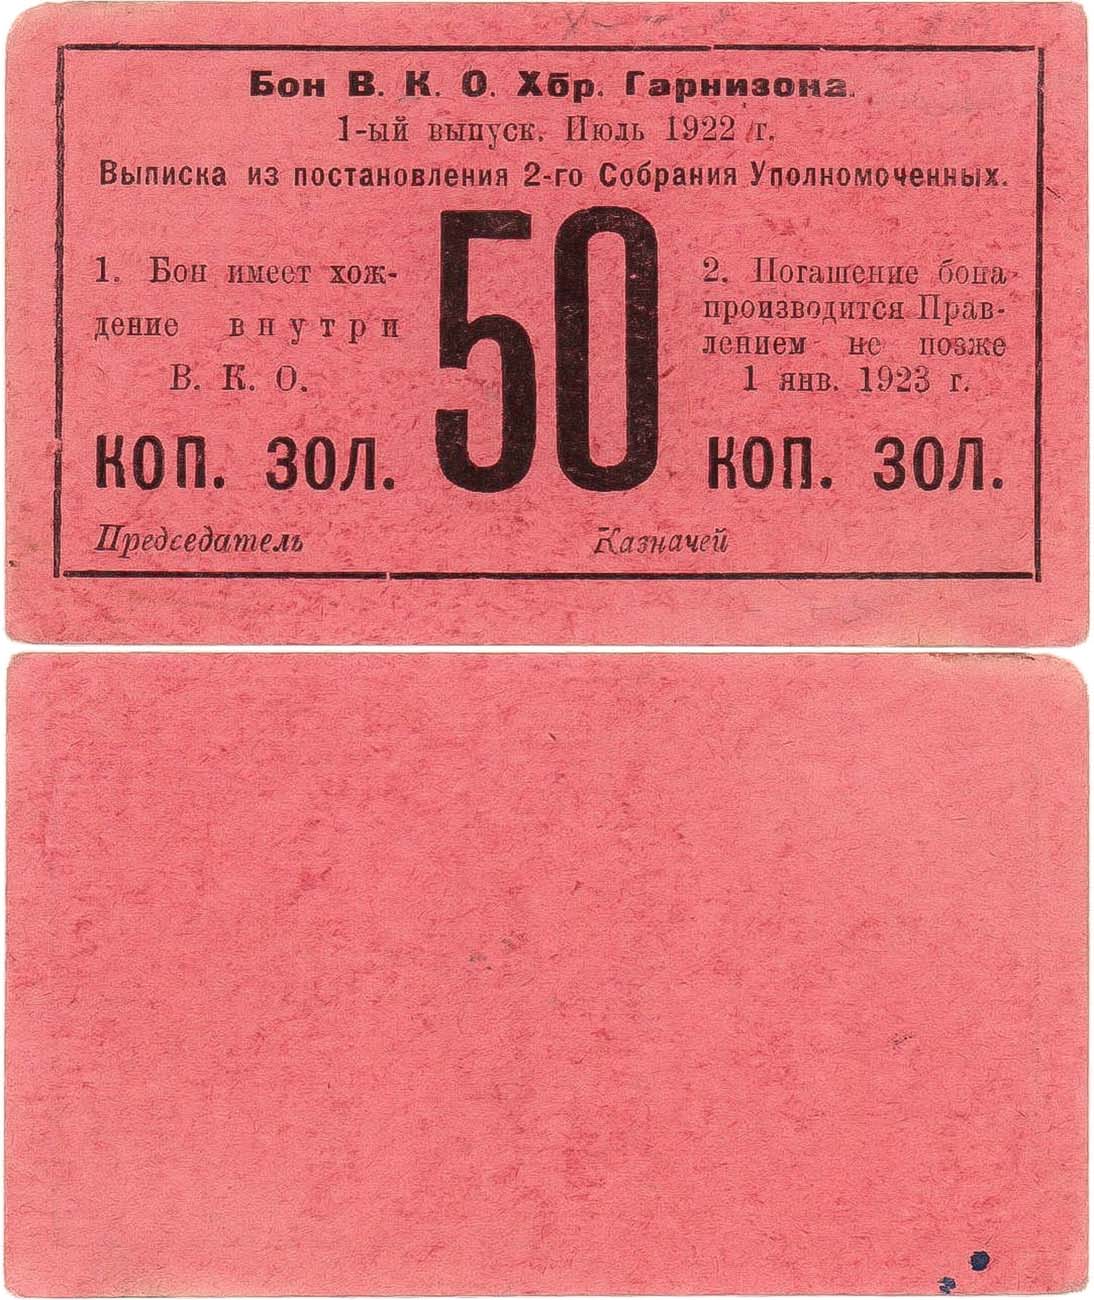 Бон В. К. О. Хбр. Гарнизона.
1-ый выпуск. Июль 1922 г.
Выписка из постановления 2-го Собрания Уполномоченных.
1. Бон имеет хож-
дение внутри
В. К. О.
50
2. Погашение бона
производится Прав-
лением не позже
1 янв. 1923 г.
КОП. ЗОЛ.
КОП. ЗОЛ.
Председатель
Казначей